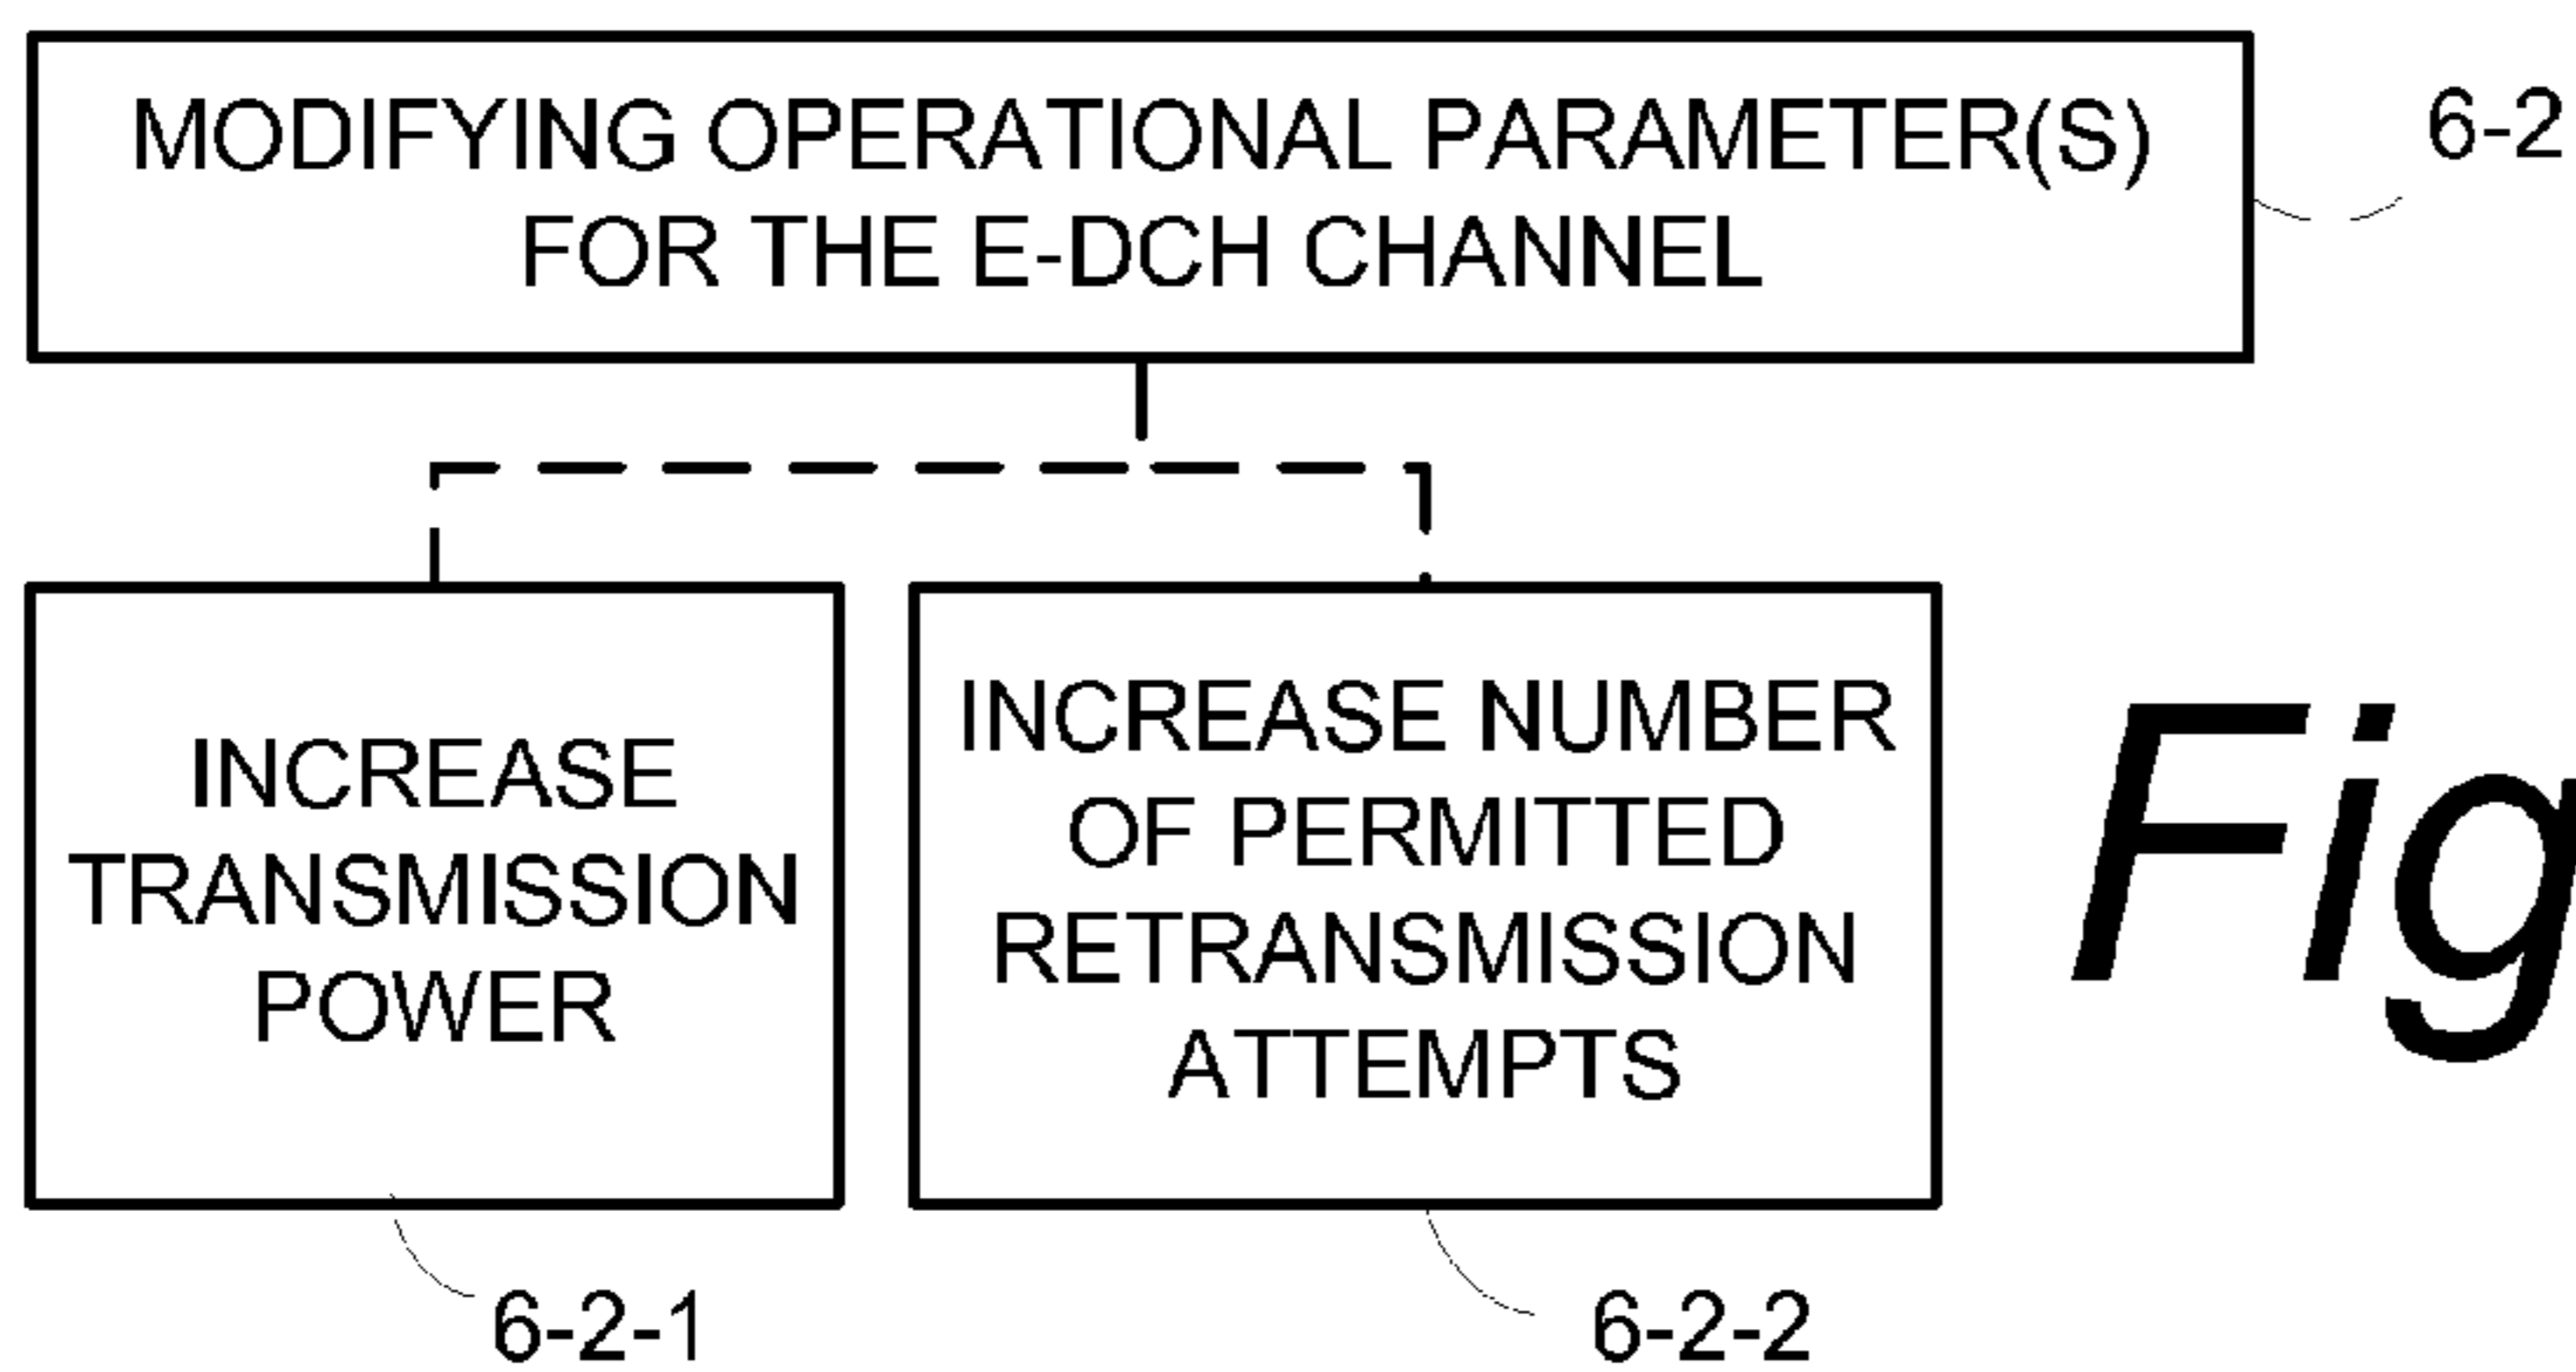 MODIFYING OPERATIONAL PARAMETER(S)
FOR THE E-DCH CHANNEL
6-2
INCREASE
TRANSMISSION
POWER
INCREASE NUMBER
OF PERMITTED
RETRANSMISSION
ATTEMPTS
Fig
6-2-1
6-2-2